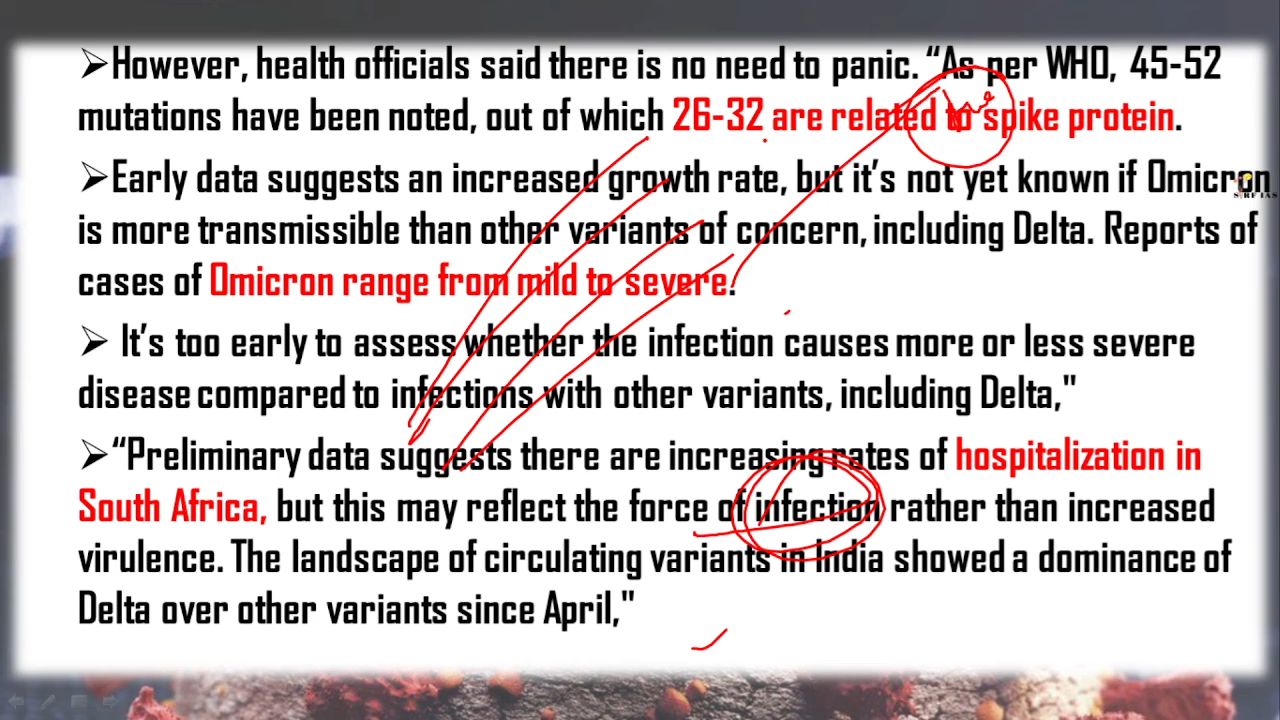 ➢However, health officials said there is no need to panic. “As per WHO, 45-52
mutations have been noted, out of which 26-32 are related to spike protein.
➢Early data suggests an increased growth rate, but it’s not yet known if Omicron
is more transmissible than other variants of concern, including Delta. Reports of
cases of Omicron range from mild to severe.
➢ It’s too early to assess whether the infection causes more or less severe
disease compared to infections with other variants, including Delta,"
➢“Preliminary data suggests there are increasing rates of hospitalization in
South Africa, but this may reflect the force of infection rather than increased
virulence. The landscape of circulating variants in India showed a dominance of
Delta over other variants since April,"